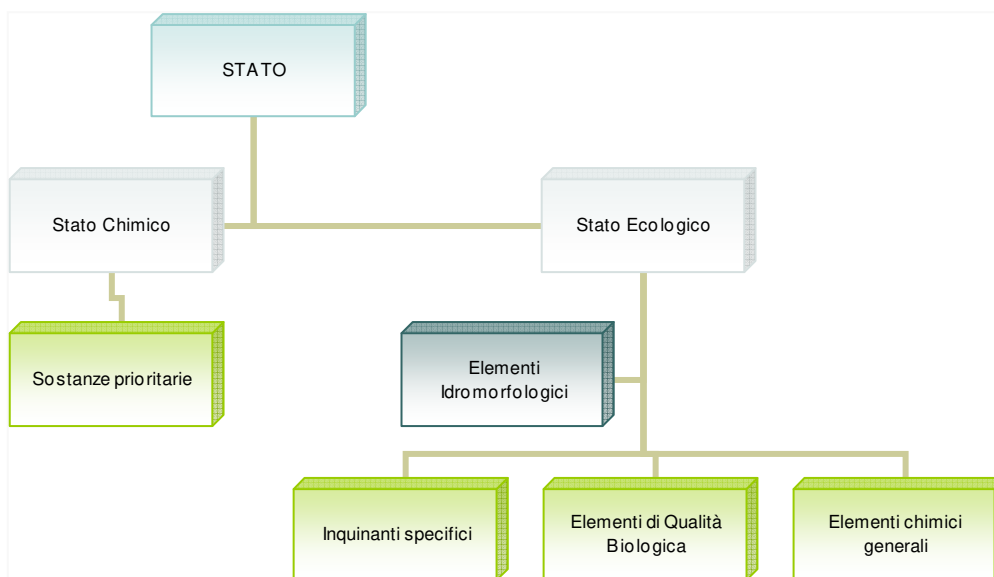 STATO
Stato Chimico
Stato Ecologico
Sostanze prioritarie
Elementi
Idromorfologici
Inquinanti specifici
Elementi di Qualità
Biologica
Elementi chimici
generali